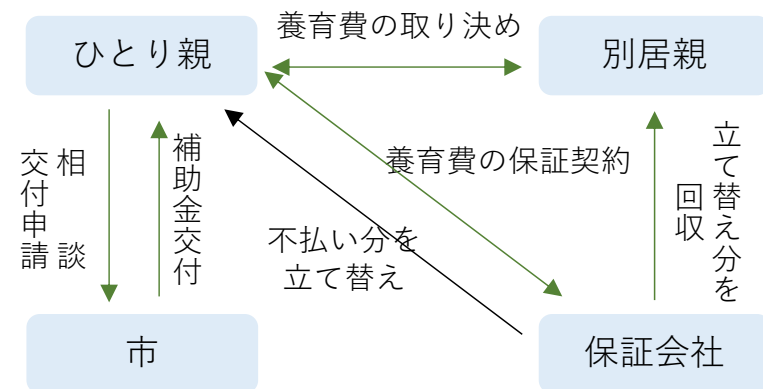 養育費の取り決め
ひとり親
別居親
相談
交付申請
補助金交付
養育費の保証契約
立て替え分を
回収
不払い分を
立て替え
市
保証会社